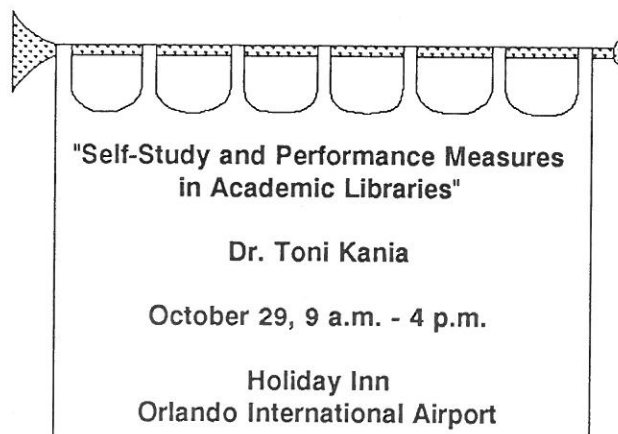 "Self-Study and Performance Measures
in Academic Libraries"
Dr. Toni Kania
October 29, 9 a.m. - 4 p.m.
Holiday Inn
Orlando International Airport